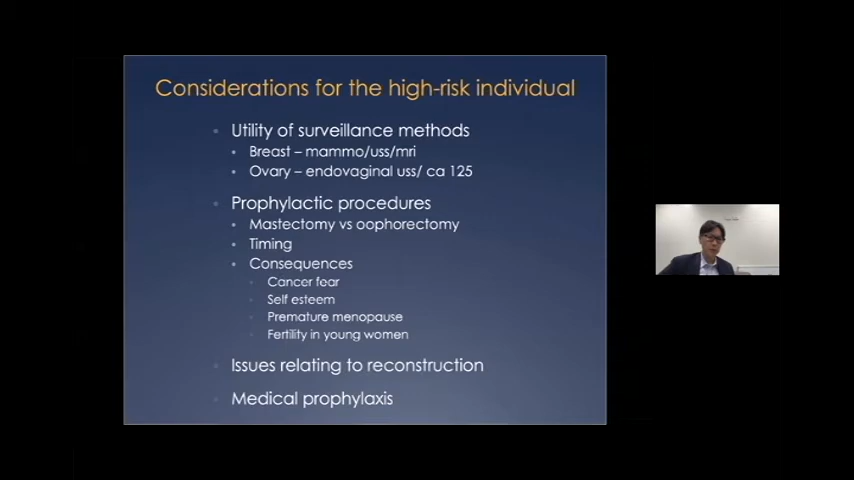 Considerations for the high-risk individual
Utility of surveillance methods
Breast – mammo/uss/mri
Ovary – endovaginal uss/ ca 125
Prophylactic procedures
Mastectomy vs oophorectomy
Timing
Consequences
Cancer fear
Self esteem
Premature menopause
Fertility in young women
Issues relating to reconstruction
Medical prophylaxis